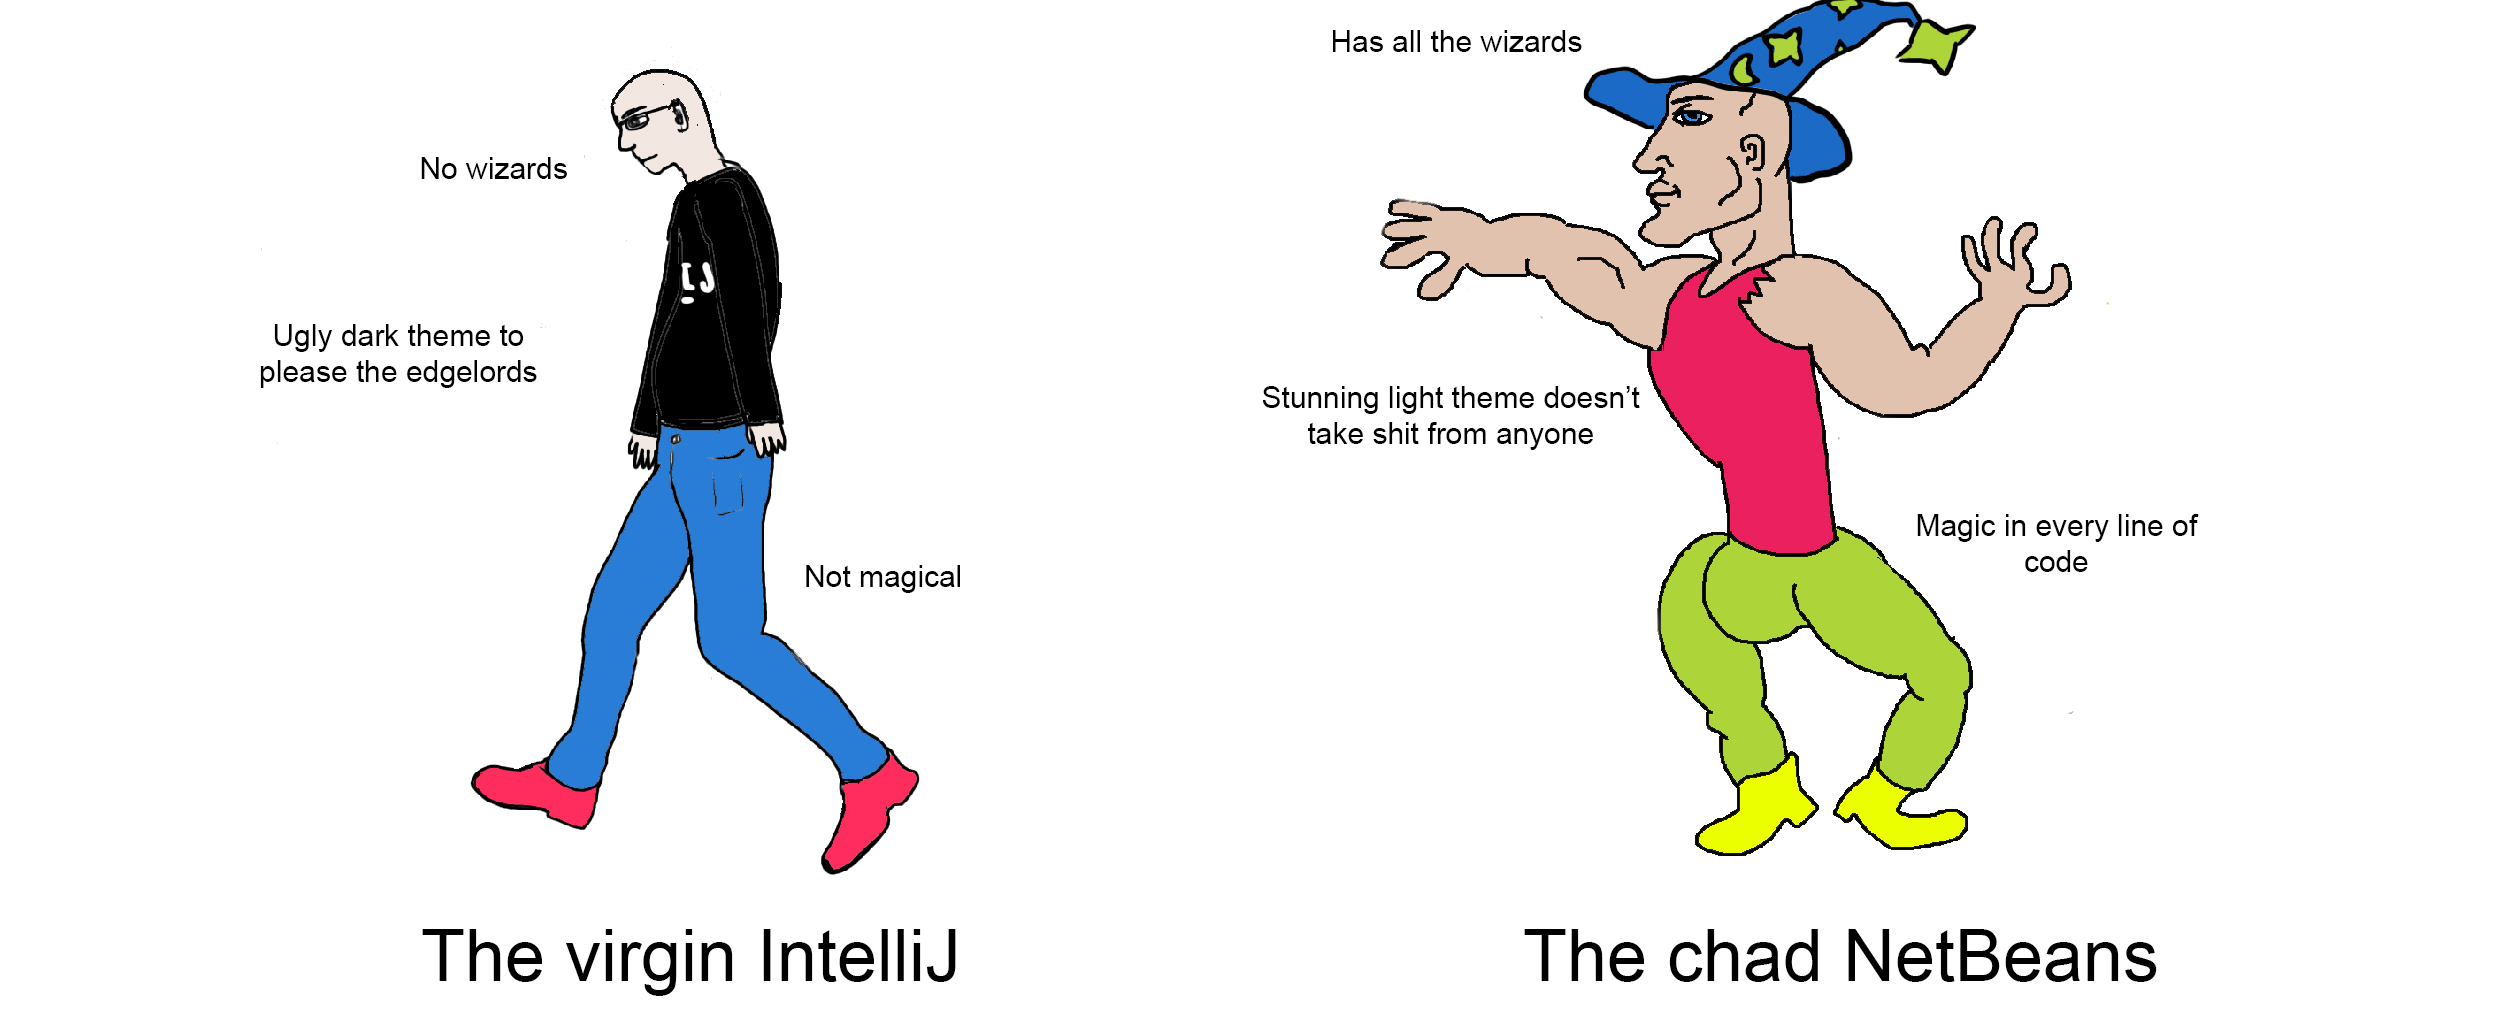 Has all the wizards
No wizards
Ugly dark theme to
please the edgelords
IJ
Stunning light theme doesn’t
take shit from anyone
Not magical
Magic in every line of
code
The virgin IntelliJ
The chad NetBeans